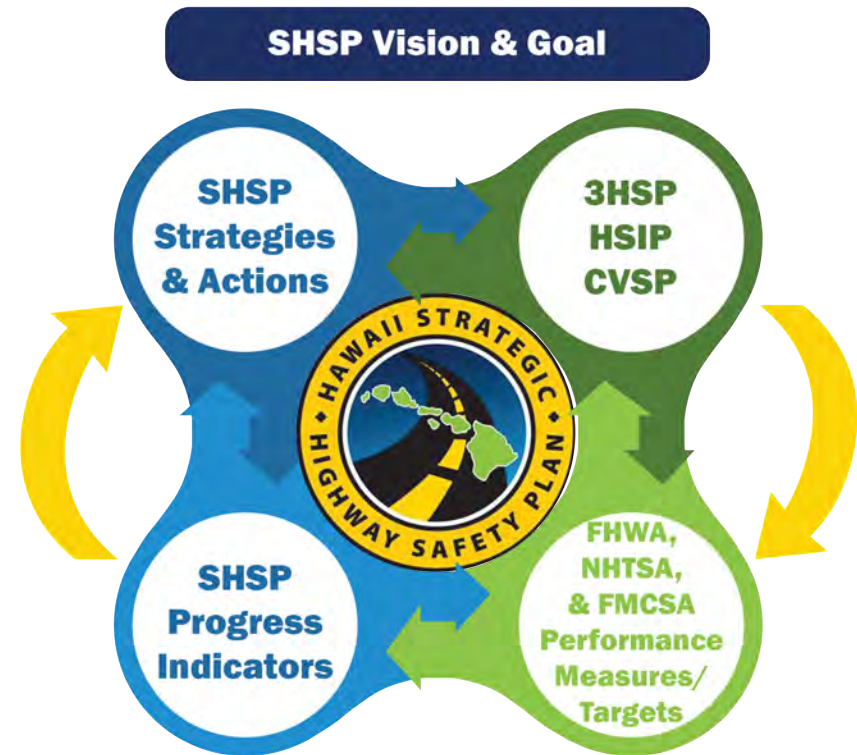 SHSP Vision & Goal
SHSP
Strategies
& Actions
3HSP
HSIP
CVSP
HAWAII STRATEGIC
HIGHWAY SAFETY PLAN
SHSP
Progress
Indicators
FHWA,
NHTSA,
& FMCSA
Performance
Measures/
Targets